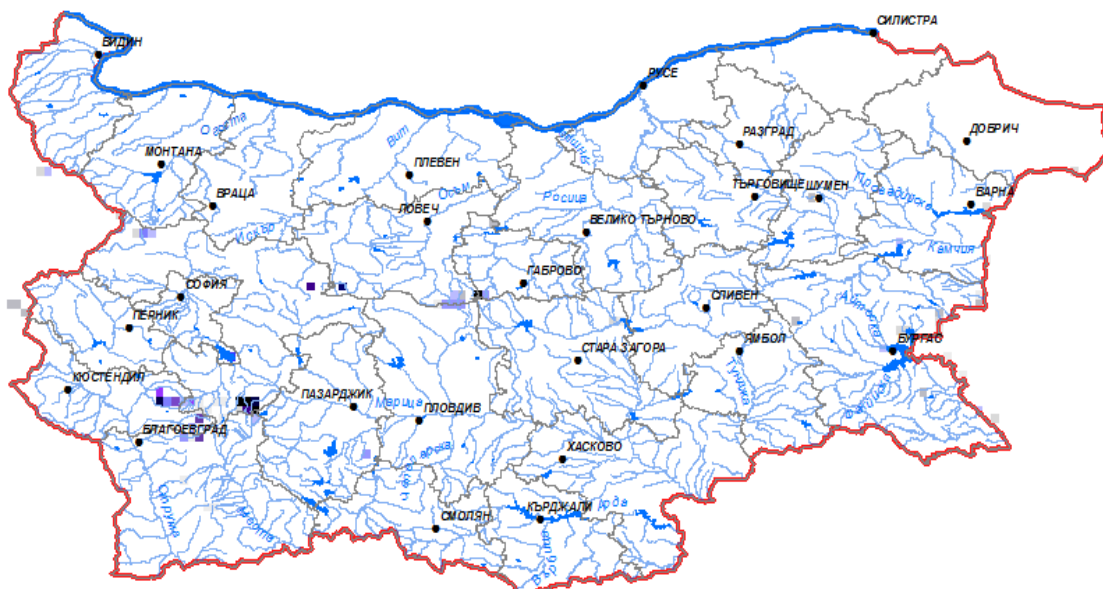 СИЛИСТРА
ВИДИН
РУСЕ
Огоста
Вит
РАЗГРАД
ДОБРИЧ
МОНТАНА
ПЛЕВЕН
ВРАЦА
Осъм
Росица
ТЪРГОВИЩЕ
ШУМЕН
Провадийска
ВАРНА
ЛОВЕЧ
Искър
ВЕЛИКО ТЪРНОВО
Камчия
ГАБРОВО
СОФИЯ
СЛИВЕН
Айтоска
ПЕРНИК
СТАРА ЗАГОРА
ЯМБОЛ
БУРГАС
КЮСТЕНДИЛ
ПАЗАРДЖИК
Марица
ПЛОВДИВ
Тунджа
БЛАГОЕВГРАД
ХАСКОВО
Струма
Места
СМОЛЯН
КЪРДЖАЛИ